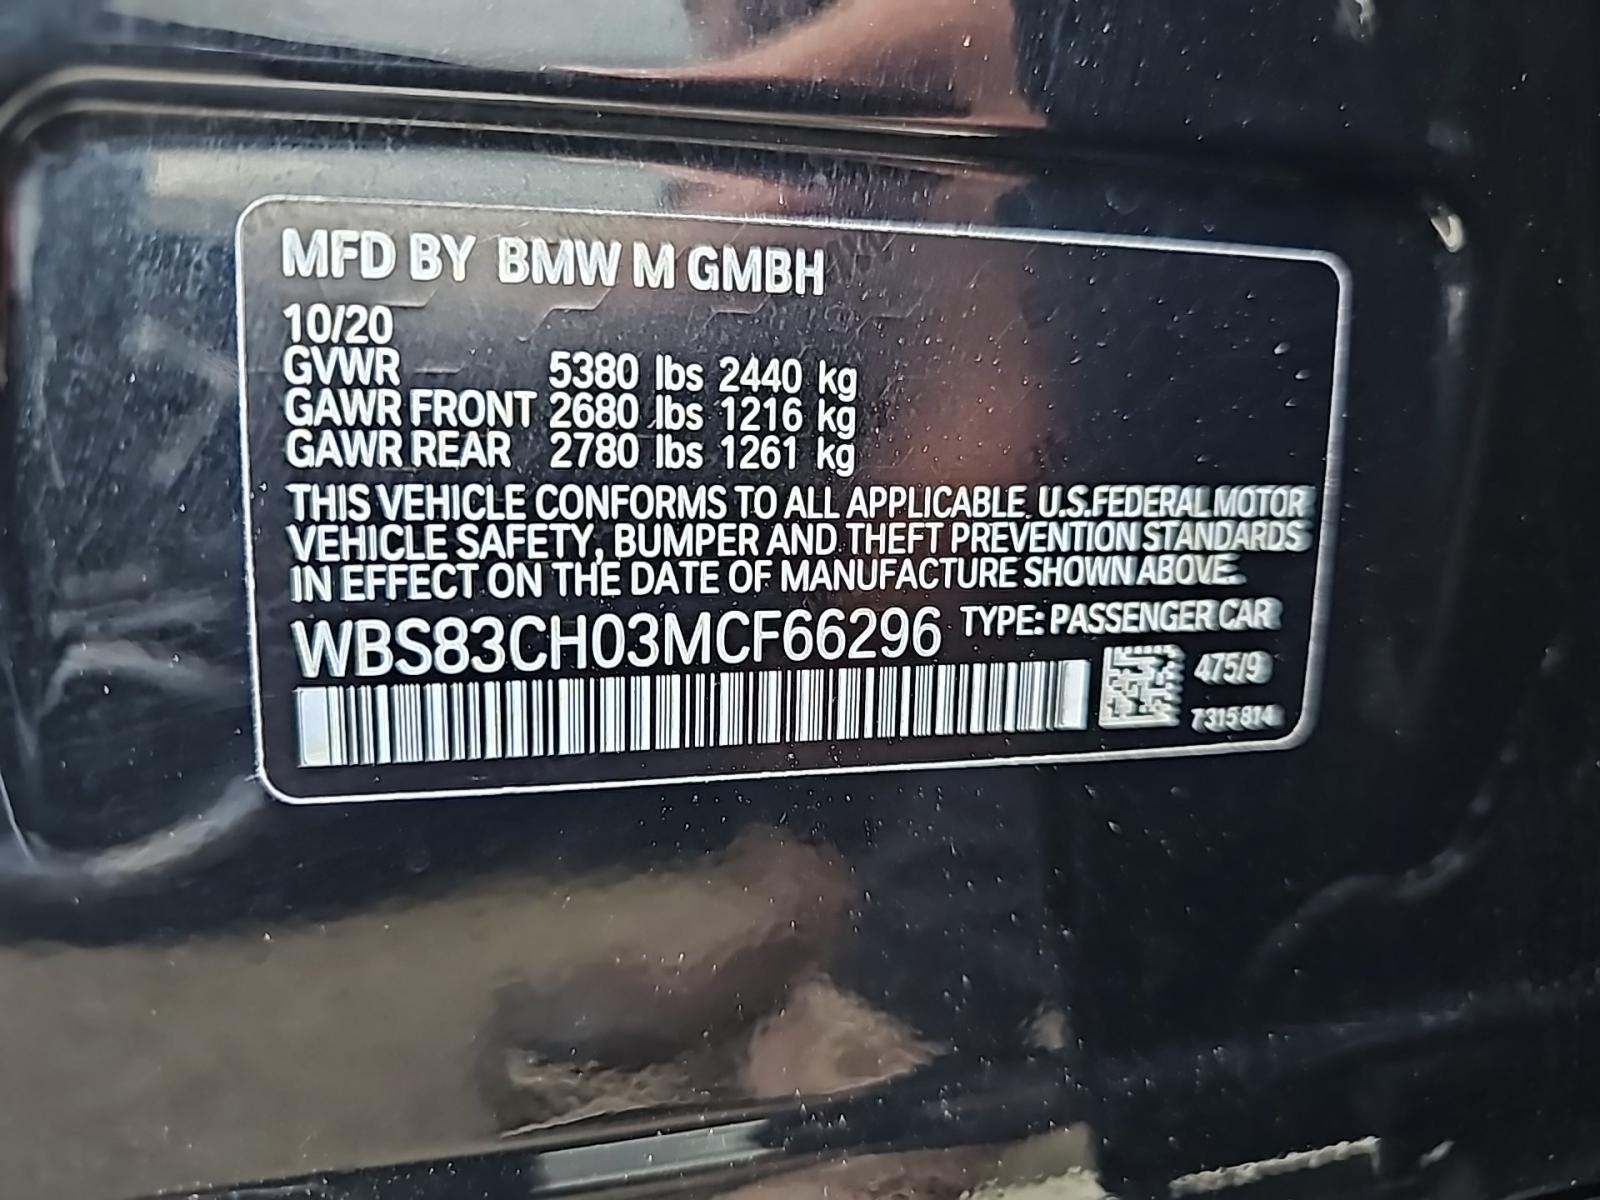 MFD BY BMW M GMBH
10/20
GVWR 5380 lbs 2440 kg
GAWR FRONT 2680 lbs 1216 kg
GAWR REAR 2780 lbs 1261 kg
THIS VEHICLE CONFORMS TO ALL APPLICABLE U.S.FEDERAL MOTOR
VEHICLE SAFETY, BUMPER AND THEFT PREVENTION STANDARDS
IN EFFECT ON THE DATE OF MANUFACTURE SHOWN ABOVE.
WBS83CH03MCF66296 TYPE: PASSENGER CAR
475/9
7315814